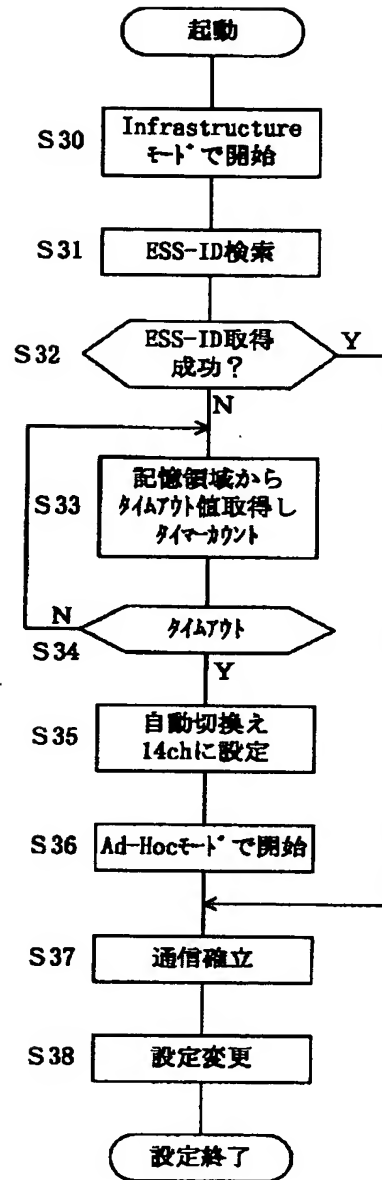 起動
S30
Infrastructure
ﾓｰﾄﾞで開始
S31
ESS-ID検索
S32
ESS-ID取得
成功？
Y
N
S33
記憶領域から
ﾀｲﾑｱｳﾄ値取得し
ﾀｲﾏｰｶｳﾝﾄ
N
S34
ﾀｲﾑｱｳﾄ
Y
S35
自動切換え
14chに設定
S36
Ad-Hocﾓｰﾄﾞで開始
S37
通信確立
S38
設定変更
設定終了